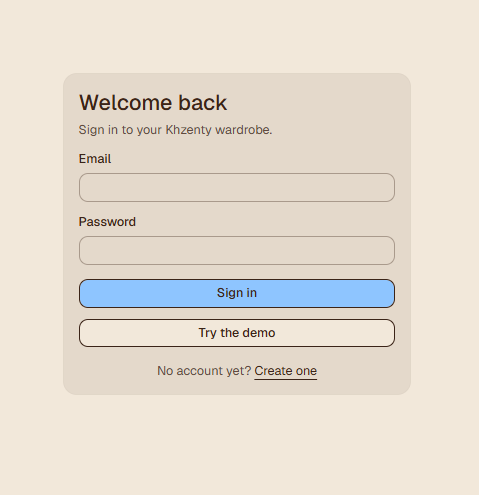 Welcome back
Sign in to your Khzenty wardrobe.
Email
Password
Sign in
Try the demo
No account yet? Create one